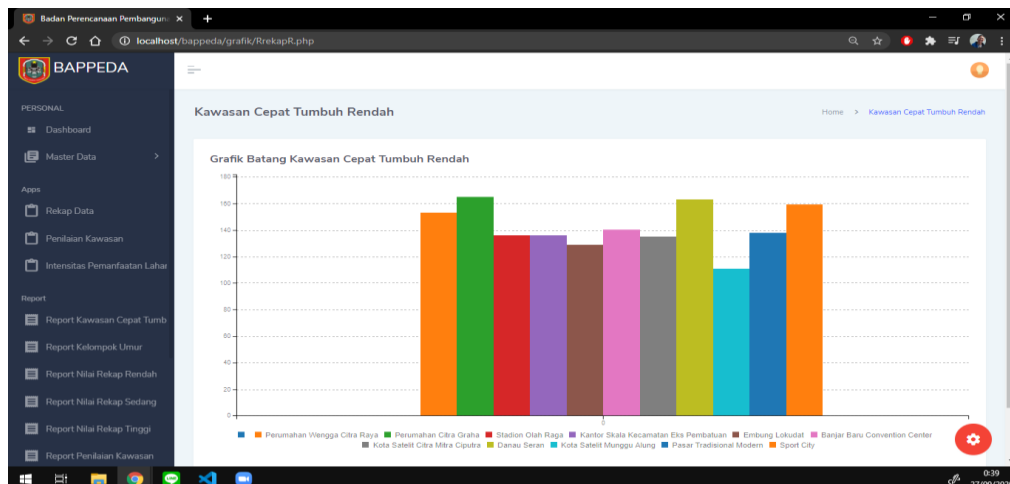 Badan Perencanaan Pembanguna
localhost/bappeda/grafik/RrekapR.php
BAPPEDA
PERSONAL
Dashboard
Master Data
Apps
Rekap Data
Penilaian Kawasan
Intensitas Pemanfaatan Lahan
Report
Report Kawasan Cepat Tumb
Report Kelompok Umur
Report Nilai Rekap Rendah
Report Nilai Rekap Sedang
Report Nilai Rekap Tinggi
Report Penilaian Kawasan
Kawasan Cepat Tumbuh Rendah
Home > Kawasan Cepat Tumbuh Rendah
Grafik Batang Kawasan Cepat Tumbuh Rendah
180
160
140
120
100
80
60
40
20
0
0
Perumahan Wengga Citra Raya Perumahan Citra Graha Stadion Olah Raga Kantor Skala Kecamatan Eks Pembatuan Embung Lokudat Banjar Baru Convention Center
Kota Satelit Citra Mitra Ciputra Danau Seran Kota Satelit Munggu Alung Pasar Tradisional Modern Sport City
0:39